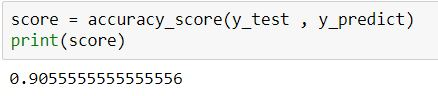 score = accuracy_score(y_test , y_predict)
print(score)
0.9055555555555556